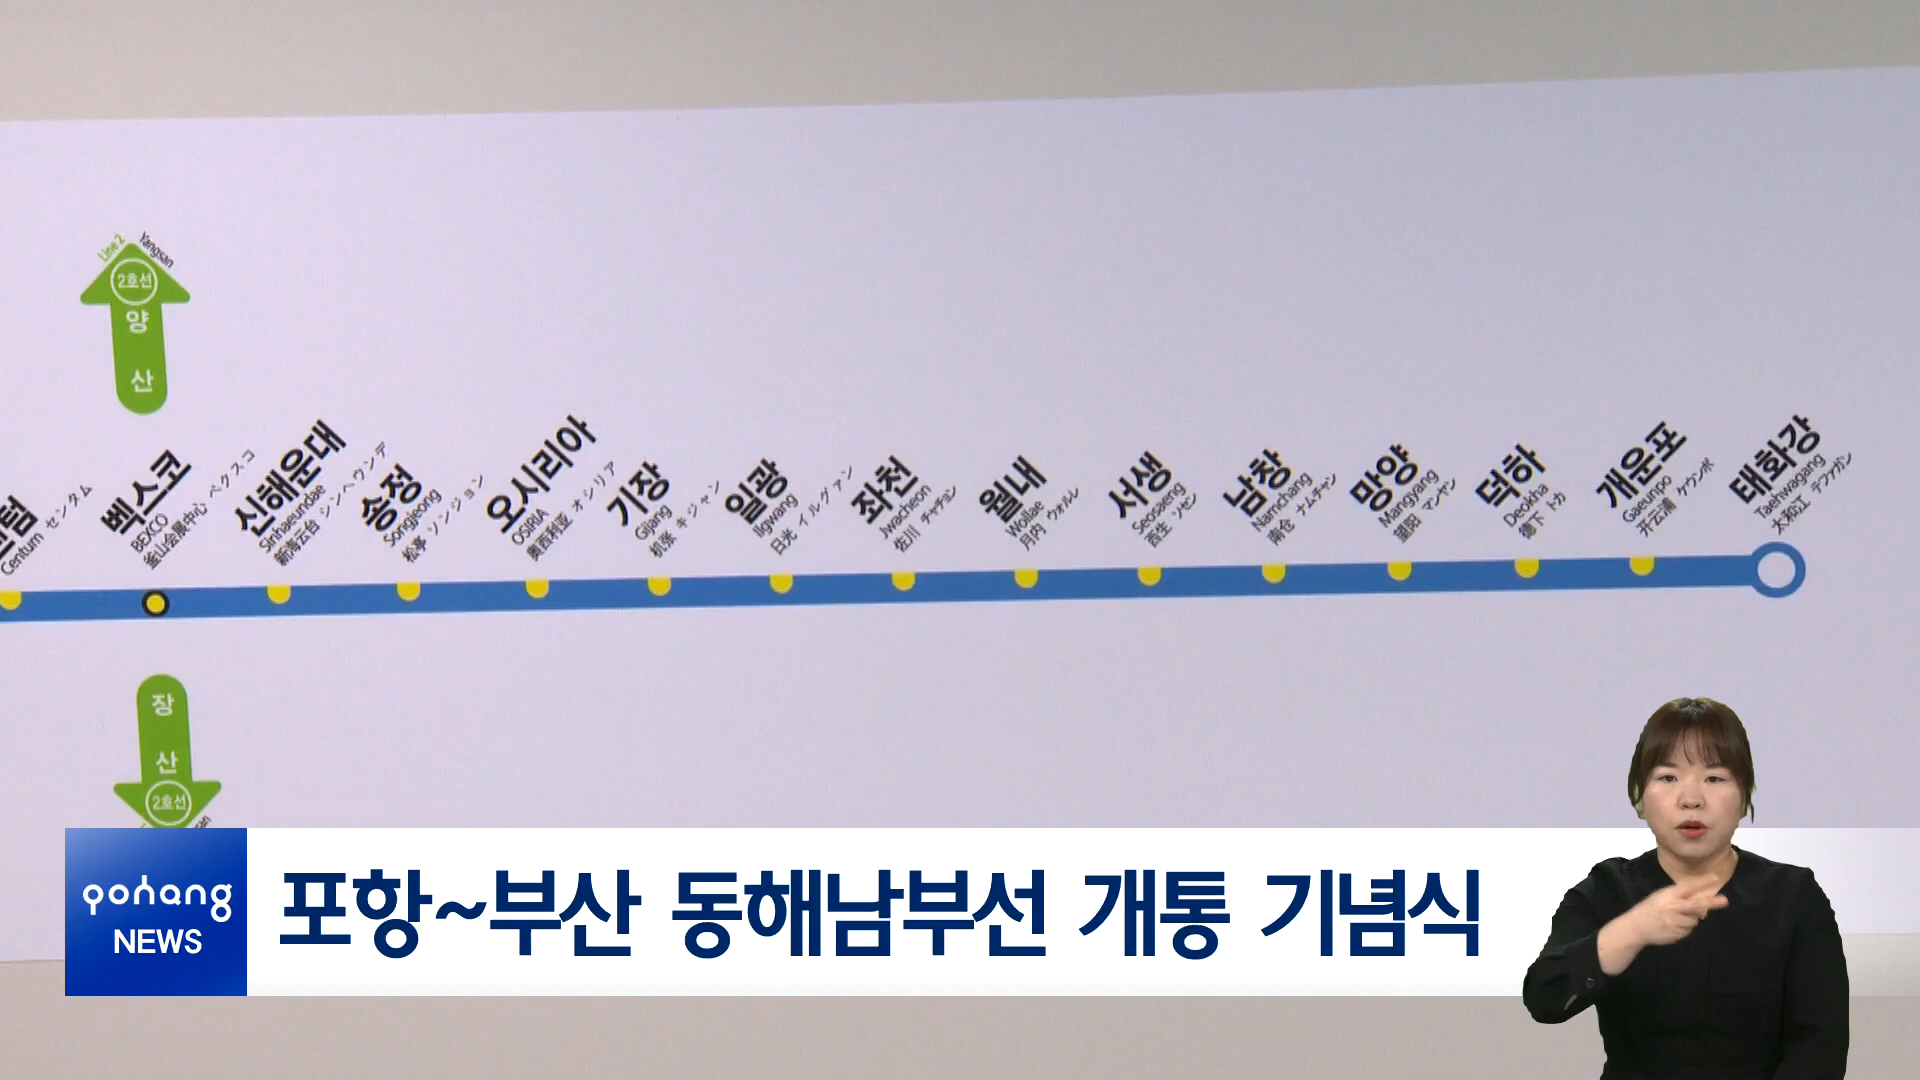 Line 2
Yangsan
2호선
양
산
Centum センタム
벡스코
BEXCO
釜山会展中心 ベクスコ
신해운대
Sinhaeundae
新海云台 シンヘウンデ
송정
Songjeong
松亭 ソンジョン
오시리아
OSIRIA
奥西利亚 オシリア
기장
Gijang
机张 キジャン
일광
Ilgwang
日光 イルグァン
좌천
Jwacheon
佐川 チャチョン
월내
Wollae
月内 ウォルレ
서생
Seosaeng
西生 ソセン
남창
Namchang
南仓 ナムチャン
망양
Mangyang
望阳 マンヤン
덕하
Deokha
德下 トカ
개운포
Gaeunpo
开云浦 ケウンポ
태화강
Taehwagang
太和江 テファガン
장
산
2호선
pohang
NEWS
포항~부산 동해남부선 개통 기념식